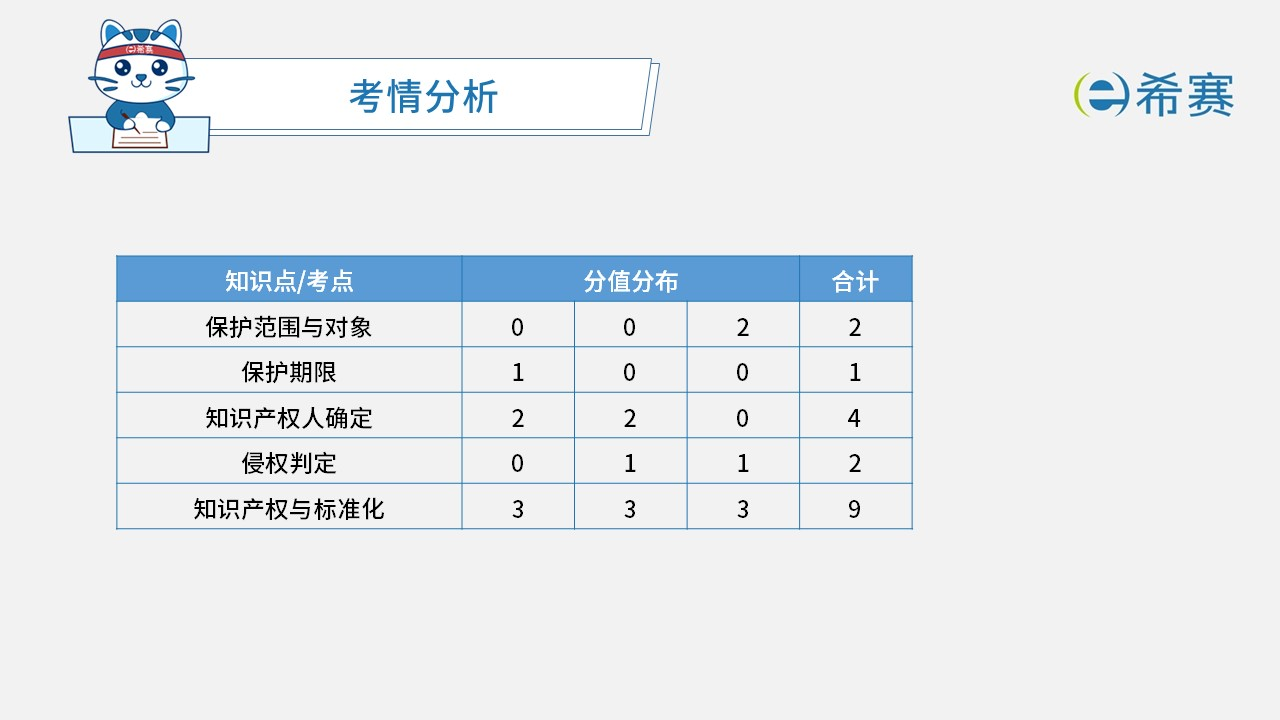 考情分析
希赛
希赛
知识点/考点 分值分布 合计
保护范围与对象 0 0 2 2
保护期限 1 0 0 1
知识产权人确定 2 2 0 4
侵权判定 0 1 1 2
知识产权与标准化 3 3 3 9